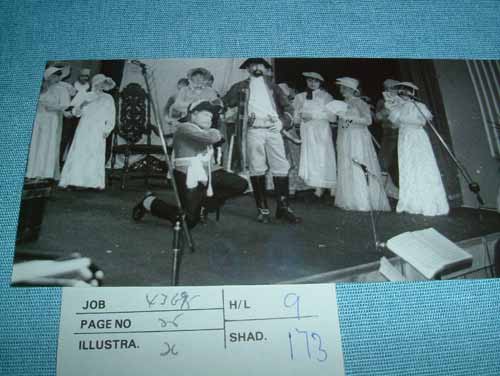 JOB H/L 9
PAGE NO
ILLUSTRA. SHAD. 173